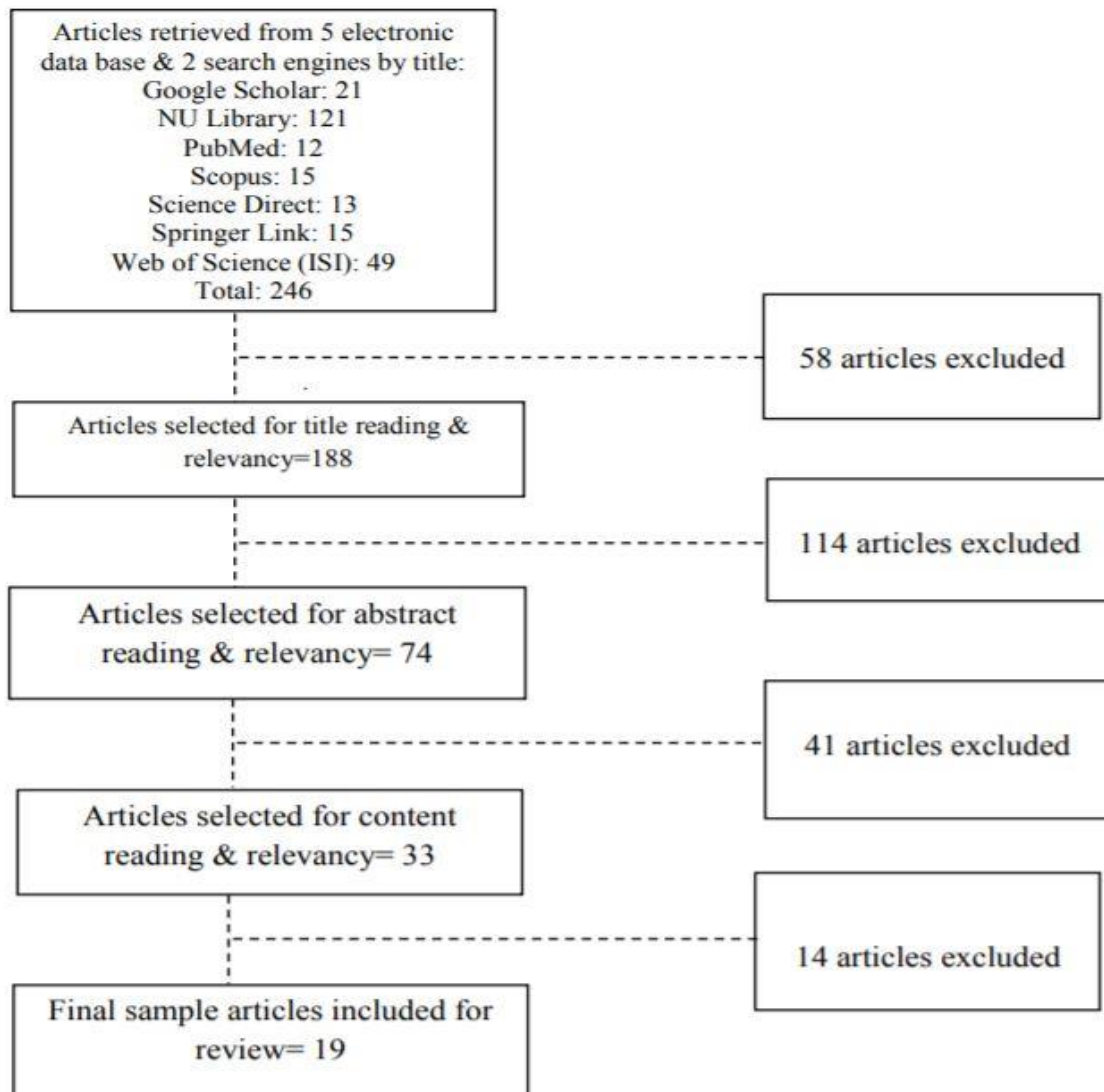 Articles retrieved from 5 electronic
data base & 2 search engines by title:
Google Scholar: 21
NU Library: 121
PubMed: 12
Scopus: 15
Science Direct: 13
Springer Link: 15
Web of Science (ISI): 49
Total: 246
58 articles excluded
Articles selected for title reading &
relevancy=188
114 articles excluded
Articles selected for abstract
reading & relevancy= 74
41 articles excluded
Articles selected for content
reading & relevancy= 33
14 articles excluded
Final sample articles included for
review= 19